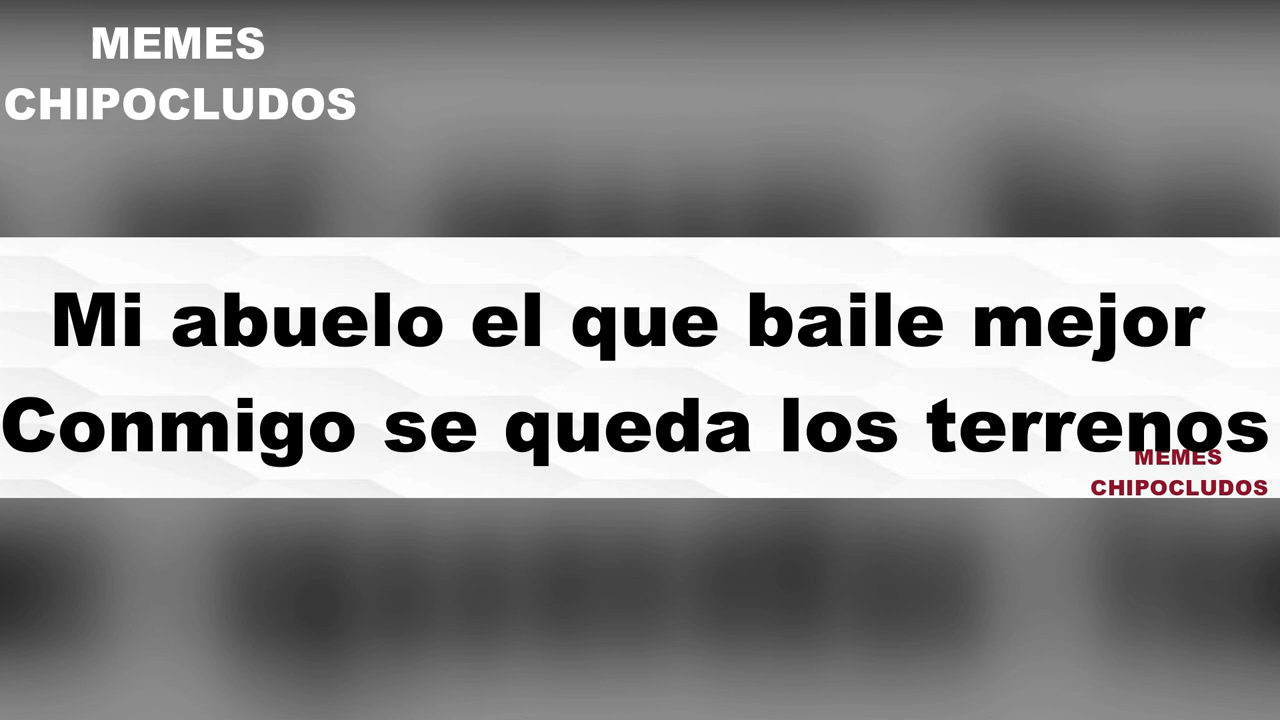 MEMES
CHIPOCLUDOS
Mi abuelo el que baile mejor
Conmigo se queda los terrenos
MEMES
CHIPOCLUDOS